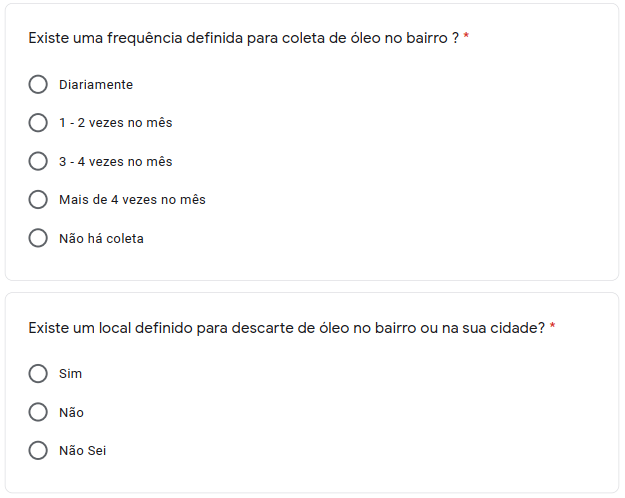 Existe uma frequência definida para coleta de óleo no bairro ? *
Diariamente
1 - 2 vezes no mês
3 - 4 vezes no mês
Mais de 4 vezes no mês
Não há coleta
Existe um local definido para descarte de óleo no bairro ou na sua cidade? *
Sim
Não
Não Sei